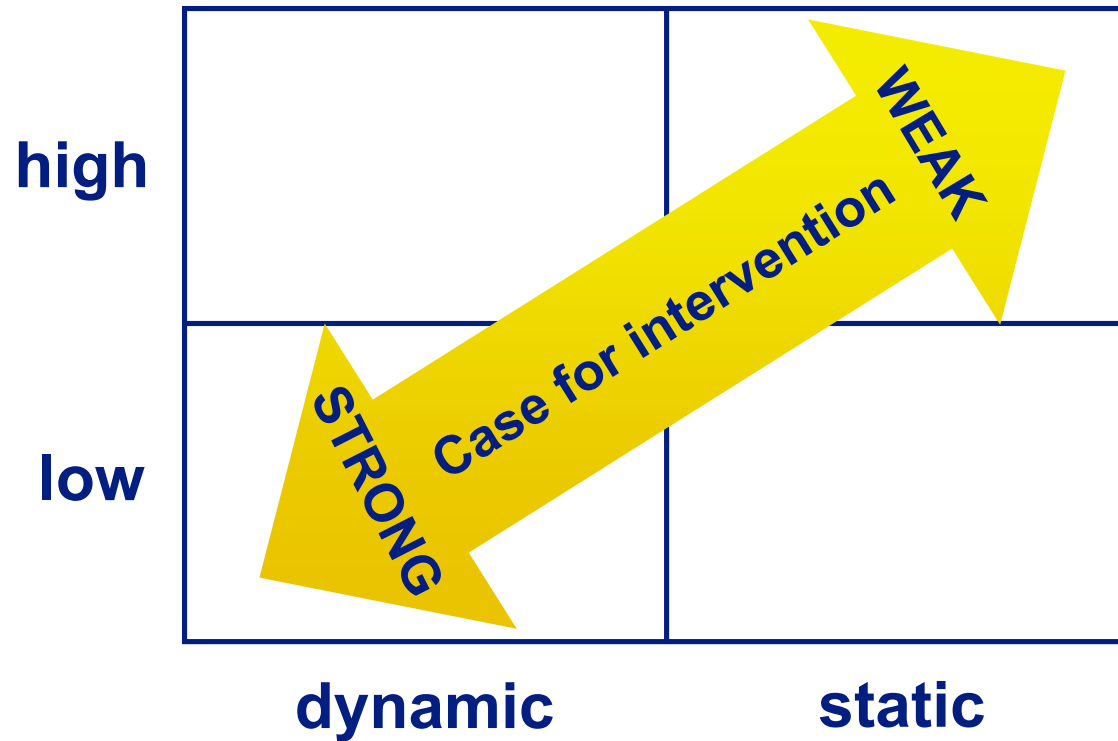 high
WEAK
Case for intervention
low
STRONG
dynamic
static